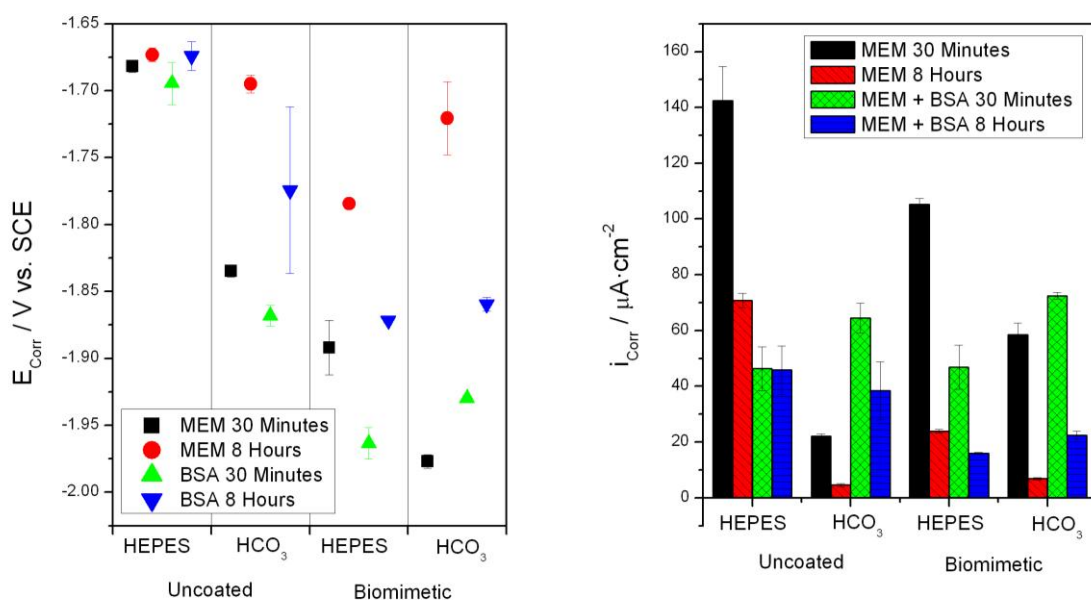 E_Corr / V vs. SCE
-1.65
-1.70
-1.75
-1.80
-1.85
-1.90
-1.95
-2.00
MEM 30 Minutes
MEM 8 Hours
BSA 30 Minutes
BSA 8 Hours
HEPES HCO₃ HEPES HCO₃
Uncoated Biomimetic
i_Corr / μA·cm⁻²
160
140
120
100
80
60
40
20
0
MEM 30 Minutes
MEM 8 Hours
MEM + BSA 30 Minutes
MEM + BSA 8 Hours
HEPES HCO₃ HEPES HCO₃
Uncoated Biomimetic